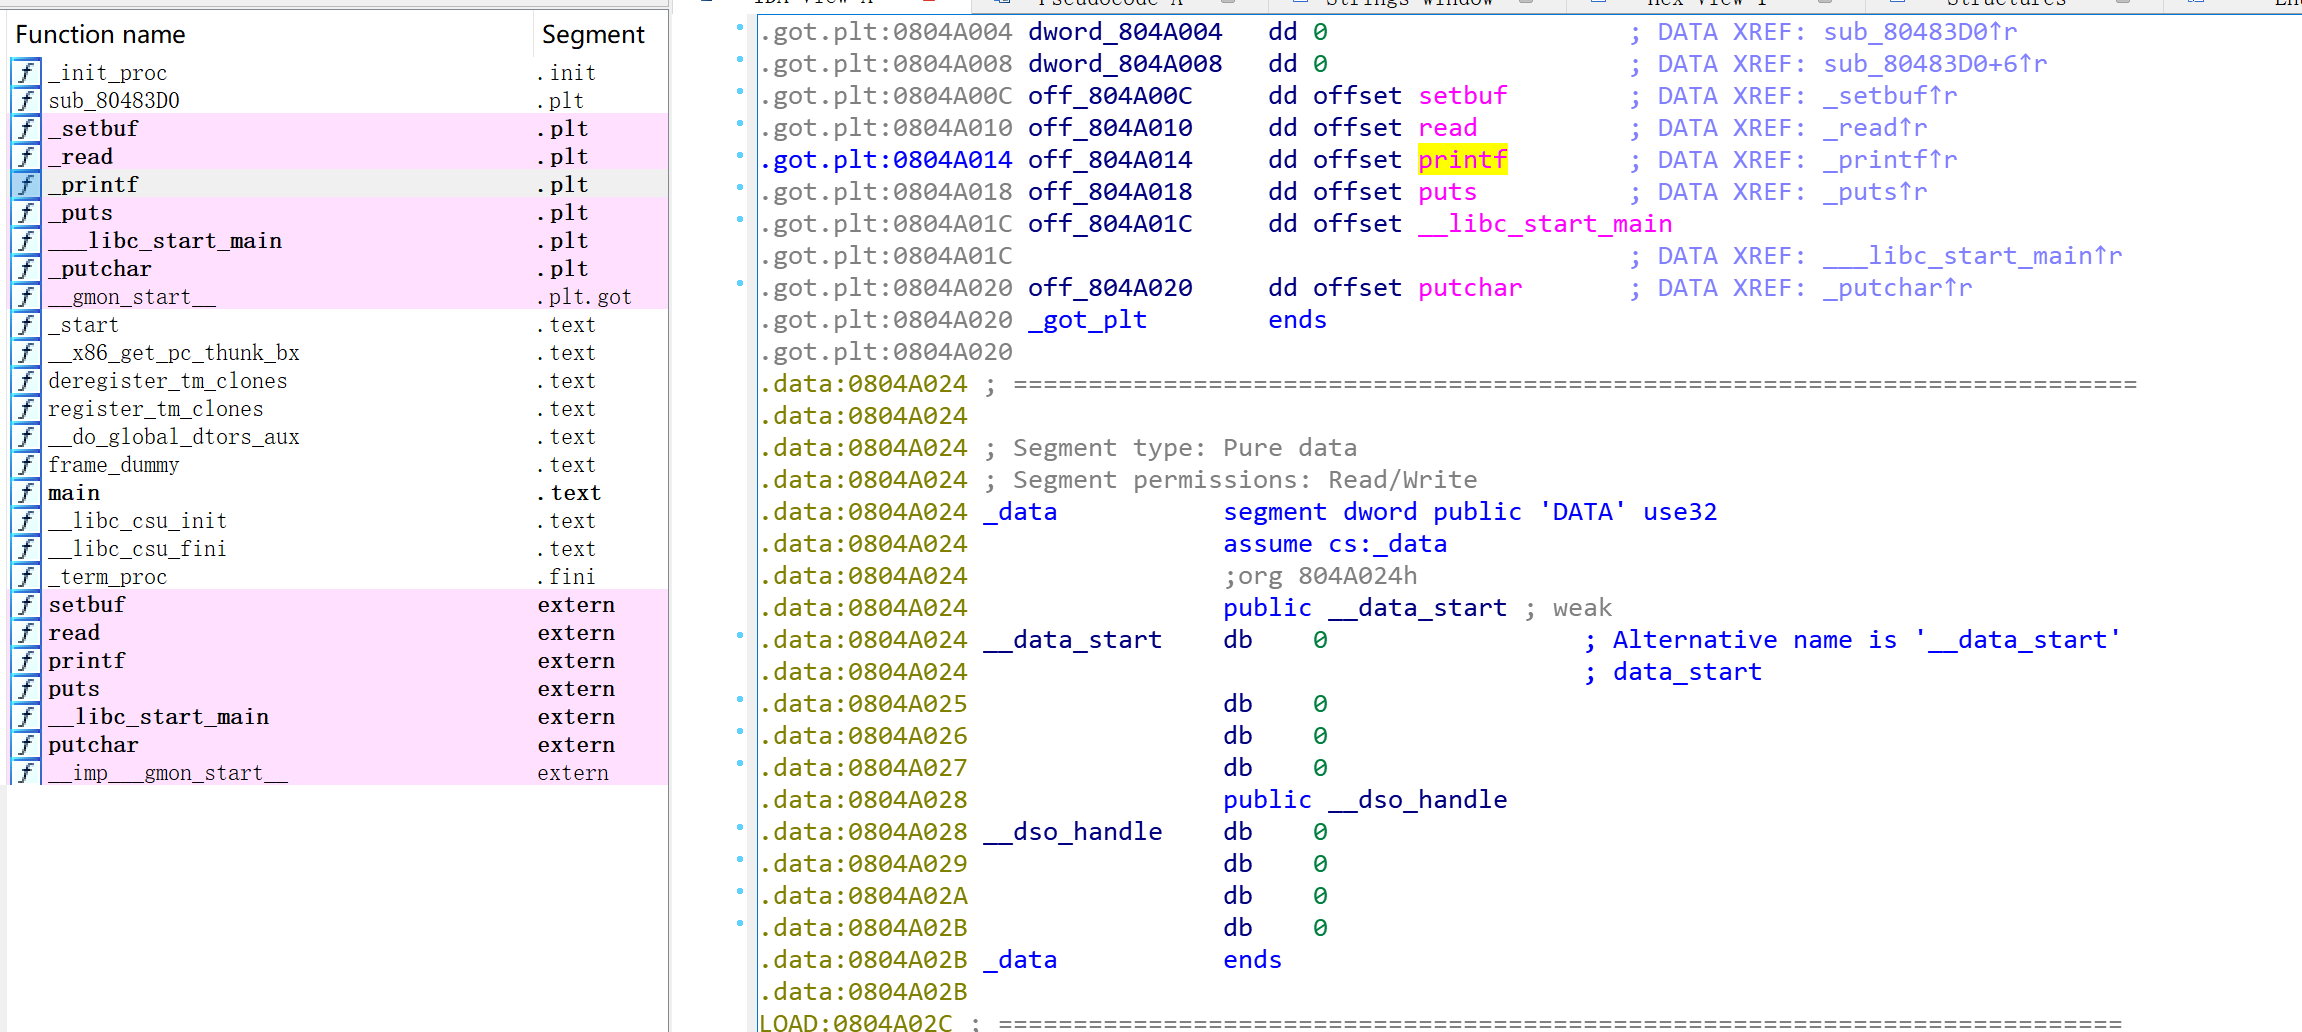 Function name Segment
_init_proc .init
sub_80483D0 .plt
_setbuf .plt
_read .plt
_printf .plt
_puts .plt
___libc_start_main .plt
_putchar .plt
__gmon_start__ .plt.got
_start .text
__x86_get_pc_thunk_bx .text
deregister_tm_clones .text
register_tm_clones .text
__do_global_dtors_aux .text
frame_dummy .text
main .text
__libc_csu_init .text
__libc_csu_fini .text
_term_proc .fini
setbuf extern
read extern
printf extern
puts extern
__libc_start_main extern
putchar extern
__imp___gmon_start__ extern
IDA View-A Pseudocode-A Strings window Hex View-1 Structures
.got.plt:0804A004 dword_804A004 dd 0 ; DATA XREF: sub_80483D0↑r
.got.plt:0804A008 dword_804A008 dd 0 ; DATA XREF: sub_80483D0+6↑r
.got.plt:0804A00C off_804A00C dd offset setbuf ; DATA XREF: _setbuf↑r
.got.plt:0804A010 off_804A010 dd offset read ; DATA XREF: _read↑r
.got.plt:0804A014 off_804A014 dd offset printf ; DATA XREF: _printf↑r
.got.plt:0804A018 off_804A018 dd offset puts ; DATA XREF: _puts↑r
.got.plt:0804A01C off_804A01C dd offset __libc_start_main
.got.plt:0804A01C ; DATA XREF: ___libc_start_main↑r
.got.plt:0804A020 off_804A020 dd offset putchar ; DATA XREF: _putchar↑r
.got.plt:0804A020 _got_plt ends
.got.plt:0804A020
.data:0804A024 ; ===========================================================================
.data:0804A024
.data:0804A024 ; Segment type: Pure data
.data:0804A024 ; Segment permissions: Read/Write
.data:0804A024 _data segment dword public 'DATA' use32
.data:0804A024 assume cs:_data
.data:0804A024 ;org 804A024h
.data:0804A024 public __data_start ; weak
.data:0804A024 __data_start db 0 ; Alternative name is '__data_start'
.data:0804A024 ; data_start
.data:0804A025 db 0
.data:0804A026 db 0
.data:0804A027 db 0
.data:0804A028 public __dso_handle
.data:0804A028 __dso_handle db 0
.data:0804A029 db 0
.data:0804A02A db 0
.data:0804A02B db 0
.data:0804A02B _data ends
.data:0804A02B
LOAD:0804A02C ; ===========================================================================